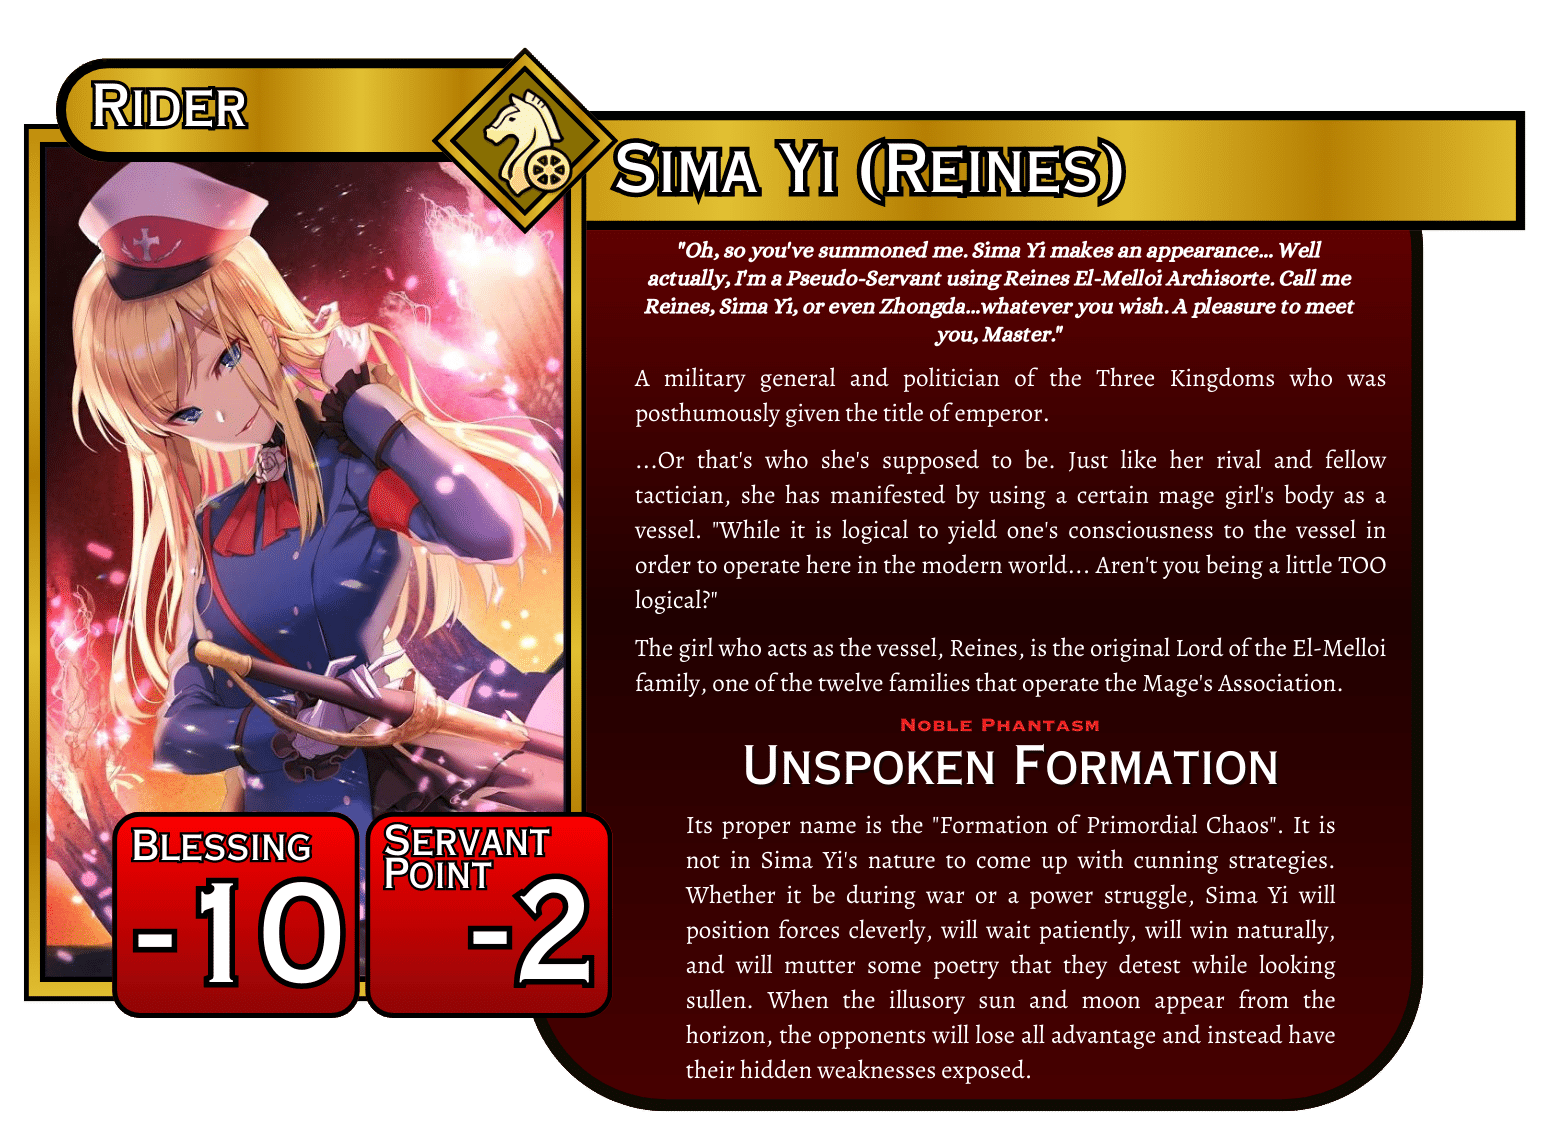 Rider
Sima Yi (Reines)
"Oh, so you've summoned me. Sima Yi makes an appearance... Well
actually, I'm a Pseudo-Servant using Reines El-Melloi Archisorte. Call me
Reines, Sima Yi, or even Zhongda...whatever you wish. A pleasure to meet
you, Master."
A military general and politician of the Three Kingdoms who was
posthumously given the title of emperor.
...Or that's who she's supposed to be. Just like her rival and fellow
tactician, she has manifested by using a certain mage girl's body as a
vessel. "While it is logical to yield one's consciousness to the vessel in
order to operate here in the modern world... Aren't you being a little TOO
logical?"
The girl who acts as the vessel, Reines, is the original Lord of the El-Melloi
family, one of the twelve families that operate the Mage's Association.
Noble Phantasm
Unspoken Formation
Its proper name is the "Formation of Primordial Chaos". It is
not in Sima Yi's nature to come up with cunning strategies.
Whether it be during war or a power struggle, Sima Yi will
position forces cleverly, will wait patiently, will win naturally,
and will mutter some poetry that they detest while looking
sullen. When the illusory sun and moon appear from the
horizon, the opponents will lose all advantage and instead have
their hidden weaknesses exposed.
Blessing
-10
Servant
Point
-2